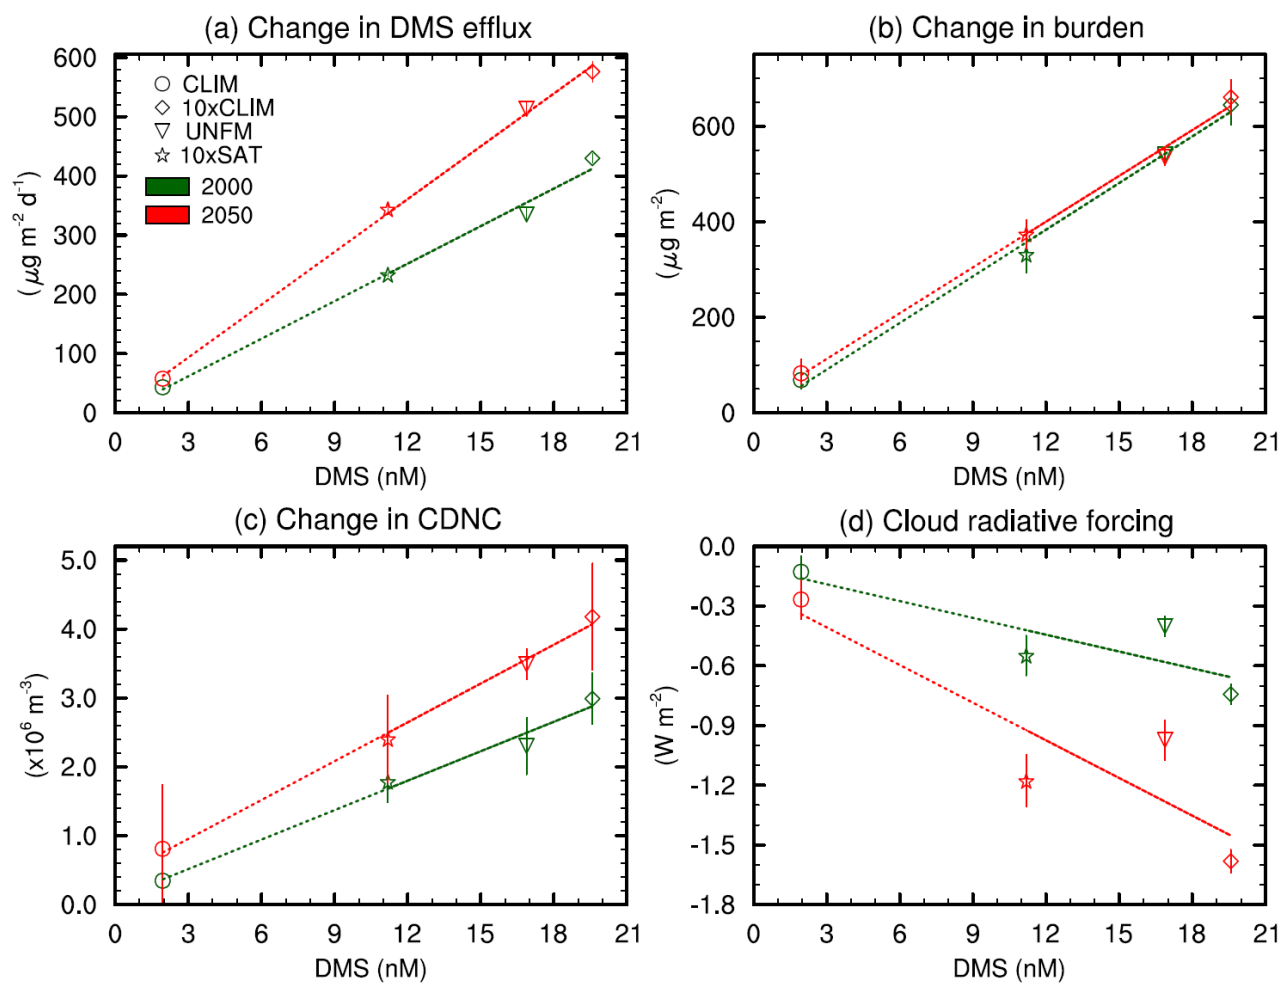 (a) Change in DMS efflux
600
500
400
300
200
100
0
(μg m⁻² d⁻¹)
CLIM
10xCLIM
UNFM
10xSAT
2000
2050
0 3 6 9 12 15 18 21
DMS (nM)
(b) Change in burden
600
400
200
0
(μg m⁻²)
0 3 6 9 12 15 18 21
DMS (nM)
(c) Change in CDNC
5.0
4.0
3.0
2.0
1.0
0.0
(x10⁶ m⁻³)
0 3 6 9 12 15 18 21
DMS (nM)
(d) Cloud radiative forcing
0.0
-0.3
-0.6
-0.9
-1.2
-1.5
-1.8
(W m⁻²)
0 3 6 9 12 15 18 21
DMS (nM)